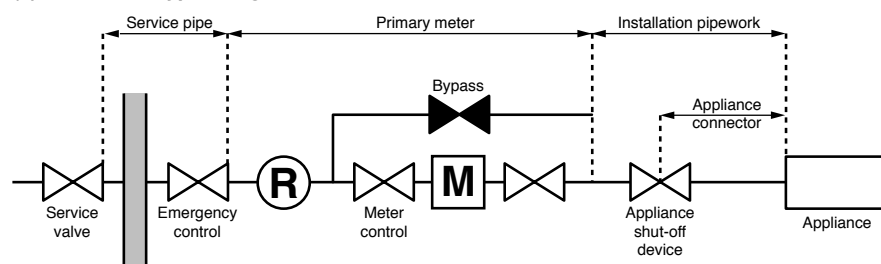 Service pipe
Primary meter
Installation pipework
Bypass
Appliance
connector
R
M
Service
valve
Emergency
control
Meter
control
Appliance
shut-off
device
Appliance